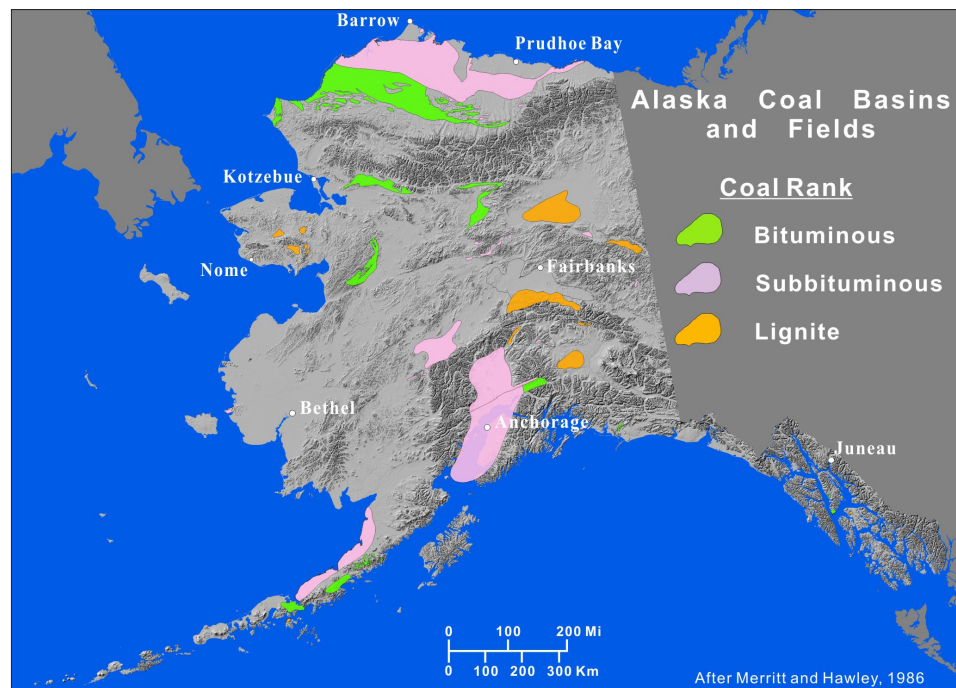 Barrow
Prudhoe Bay
Alaska Coal Basins
and Fields
Kotzebue
Coal Rank
Bituminous
Nome
Fairbanks
Subbituminous
Lignite
Bethel
Anchorage
Juneau
0 100 200 Mi
0 100 200 300 Km
After Merritt and Hawley, 1986